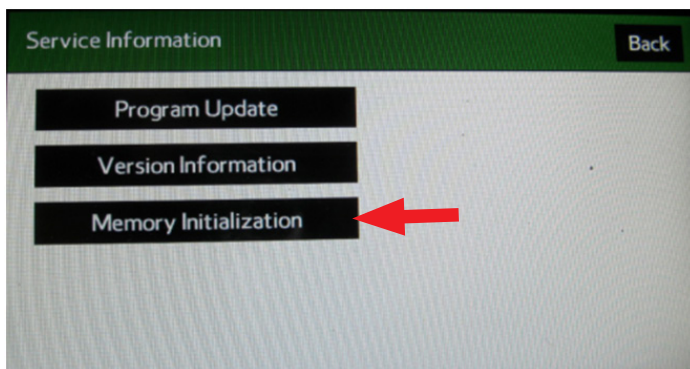 Service Information
Back
Program Update
Version Information
Memory Initialization